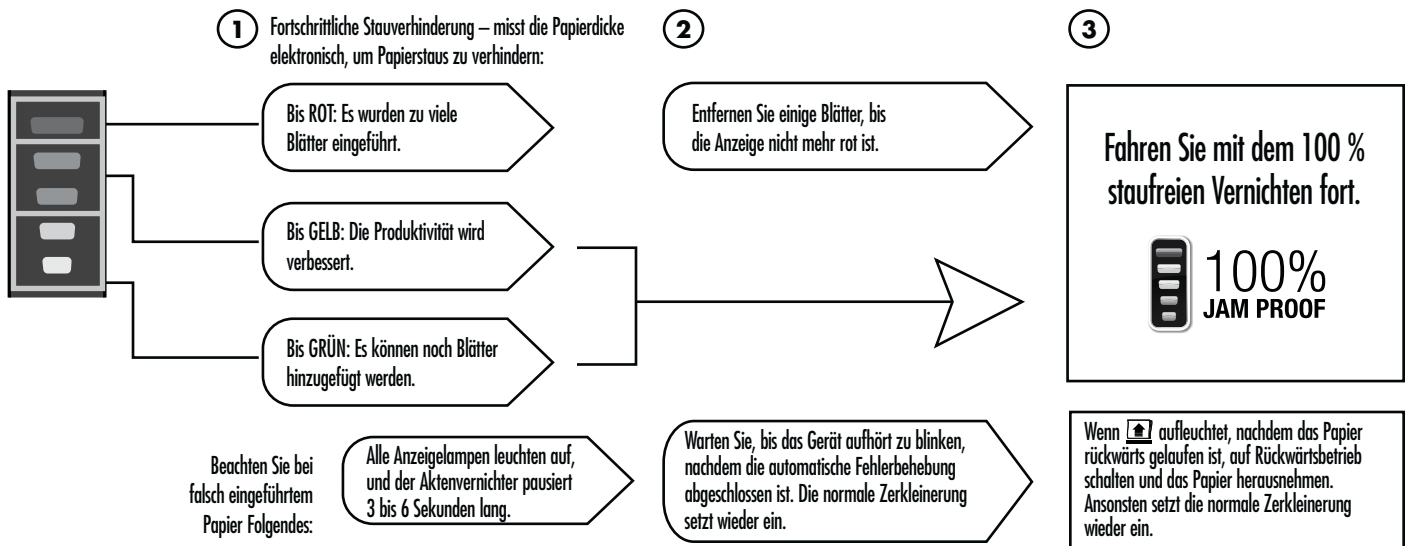 1
Fortschrittliche Stauverhinderung – misst die Papierdicke
elektronisch, um Papierstaus zu verhindern:
Bis ROT: Es wurden zu viele
Blätter eingeführt.
Bis GELB: Die Produktivität wird
verbessert.
Bis GRÜN: Es können noch Blätter
hinzugefügt werden.
2
Entfernen Sie einige Blätter, bis
die Anzeige nicht mehr rot ist.
3
Fahren Sie mit dem 100 %
staufreien Vernichten fort.
100%
JAM PROOF
Beachten Sie bei
falsch eingeführtem
Papier Folgendes:
Alle Anzeigelampen leuchten auf,
und der Aktenvernichter pausiert
3 bis 6 Sekunden lang.
Warten Sie, bis das Gerät aufhört zu blinken,
nachdem die automatische Fehlerbehebung
abgeschlossen ist. Die normale Zerkleinerung
setzt wieder ein.
Wenn aufleuchtet, nachdem das Papier
rückwärts gelaufen ist, auf Rückwärtsbetrieb
schalten und das Papier herausnehmen.
Ansonsten setzt die normale Zerkleinerung
wieder ein.